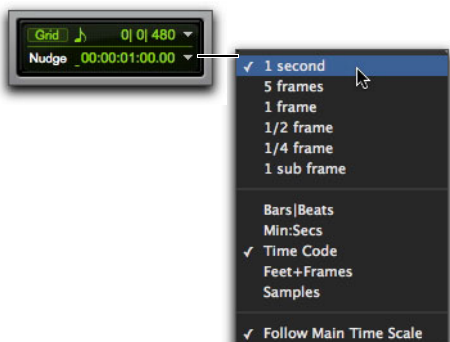 Grid 0| 0| 480
Nudge _00:00:01:00.00
✓ 1 second
5 frames
1 frame
1/2 frame
1/4 frame
1 sub frame
Bars|Beats
Min:Secs
✓ Time Code
Feet+Frames
Samples
✓ Follow Main Time Scale